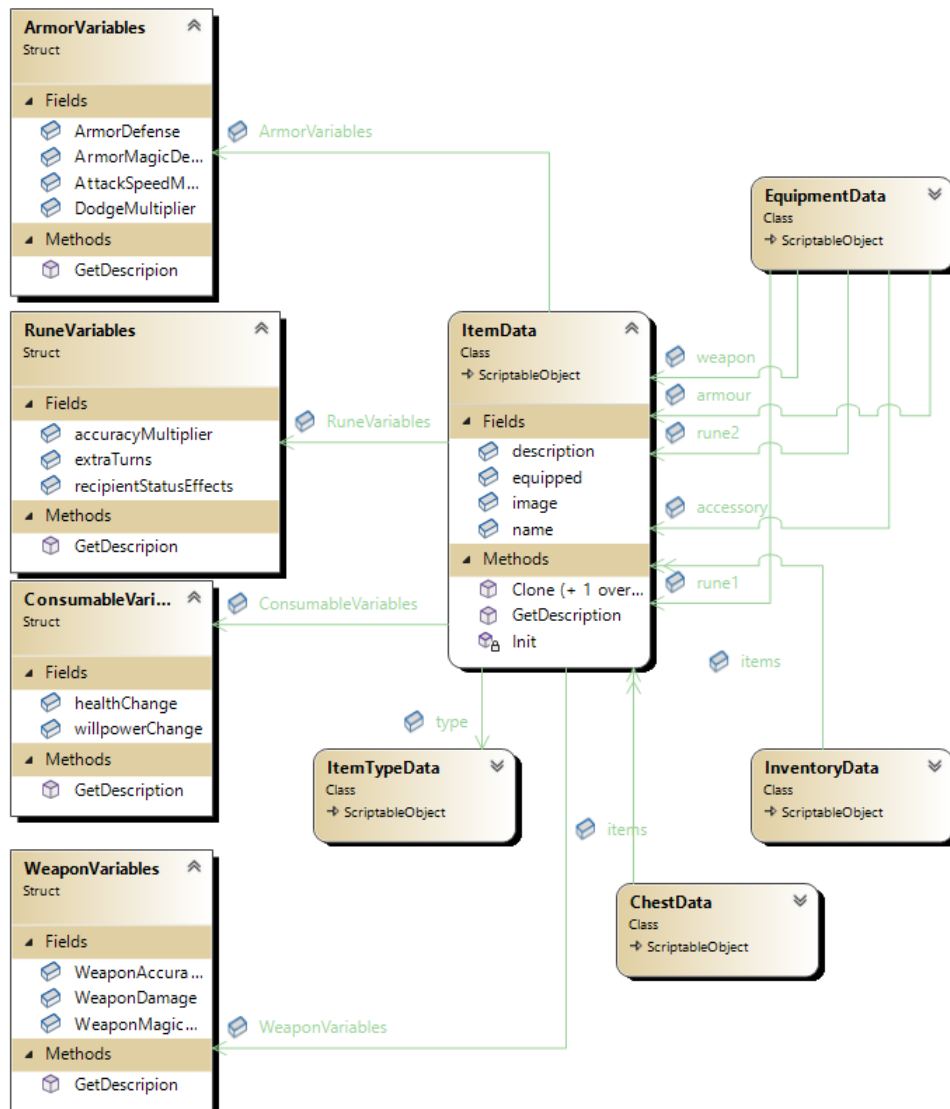 ArmorVariables
Struct
Fields
ArmorDefense
ArmorMagicDe...
AttackSpeedM...
DodgeMultiplier
Methods
GetDescripion
ArmorVariables
EquipmentData
Class
ScriptableObject
RuneVariables
Struct
Fields
accuracyMultiplier
extraTurns
recipientStatusEffects
Methods
GetDescripion
RuneVariables
ItemData
Class
ScriptableObject
Fields
description
equipped
image
name
Methods
Clone (+ 1 over...
GetDescription
Init
weapon
armour
rune2
accessory
rune1
items
ConsumableVari...
Struct
Fields
healthChange
willpowerChange
Methods
GetDescription
ConsumableVariables
type
ItemTypeData
Class
ScriptableObject
InventoryData
Class
ScriptableObject
items
ChestData
Class
ScriptableObject
WeaponVariables
Struct
Fields
WeaponAccura...
WeaponDamage
WeaponMagic...
Methods
GetDescripion
WeaponVariables